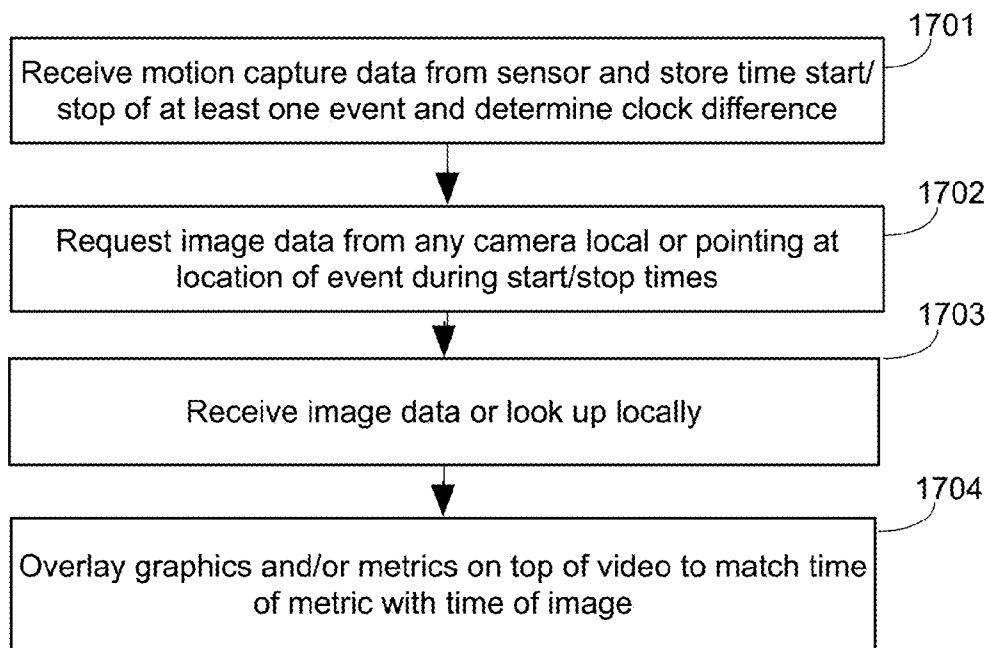 1701
Receive motion capture data from sensor and store time start/
stop of at least one event and determine clock difference
1702
Request image data from any camera local or pointing at
location of event during start/stop times
1703
Receive image data or look up locally
1704
Overlay graphics and/or metrics on top of video to match time
of metric with time of image